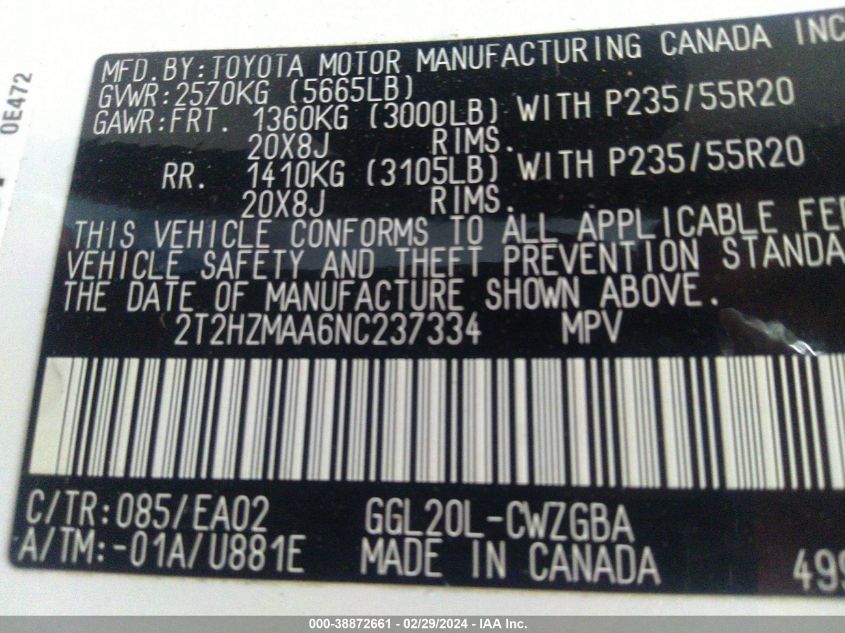 0E472
MFD.BY:TOYOTA MOTOR MANUFACTURING CANADA INC
GVWR:2570KG (5665LB)
GAWR:FRT. 1360KG (3000LB) WITH P235/55R20
20X8J RIMS.
RR. 1410KG (3105LB) WITH P235/55R20
20X8J RIMS.
THIS VEHICLE CONFORMS TO ALL APPLICABLE FE
VEHICLE SAFETY AND THEFT PREVENTION STANDA
THE DATE OF MANUFACTURE SHOWN ABOVE.
2T2HZMAA6NC237334 MPV
C/TR:085/EA02 GGL20L-CWZGBA
A/TM:-01A/U881E MADE IN CANADA 499
000-38872661 - 02/29/2024 - IAA Inc.